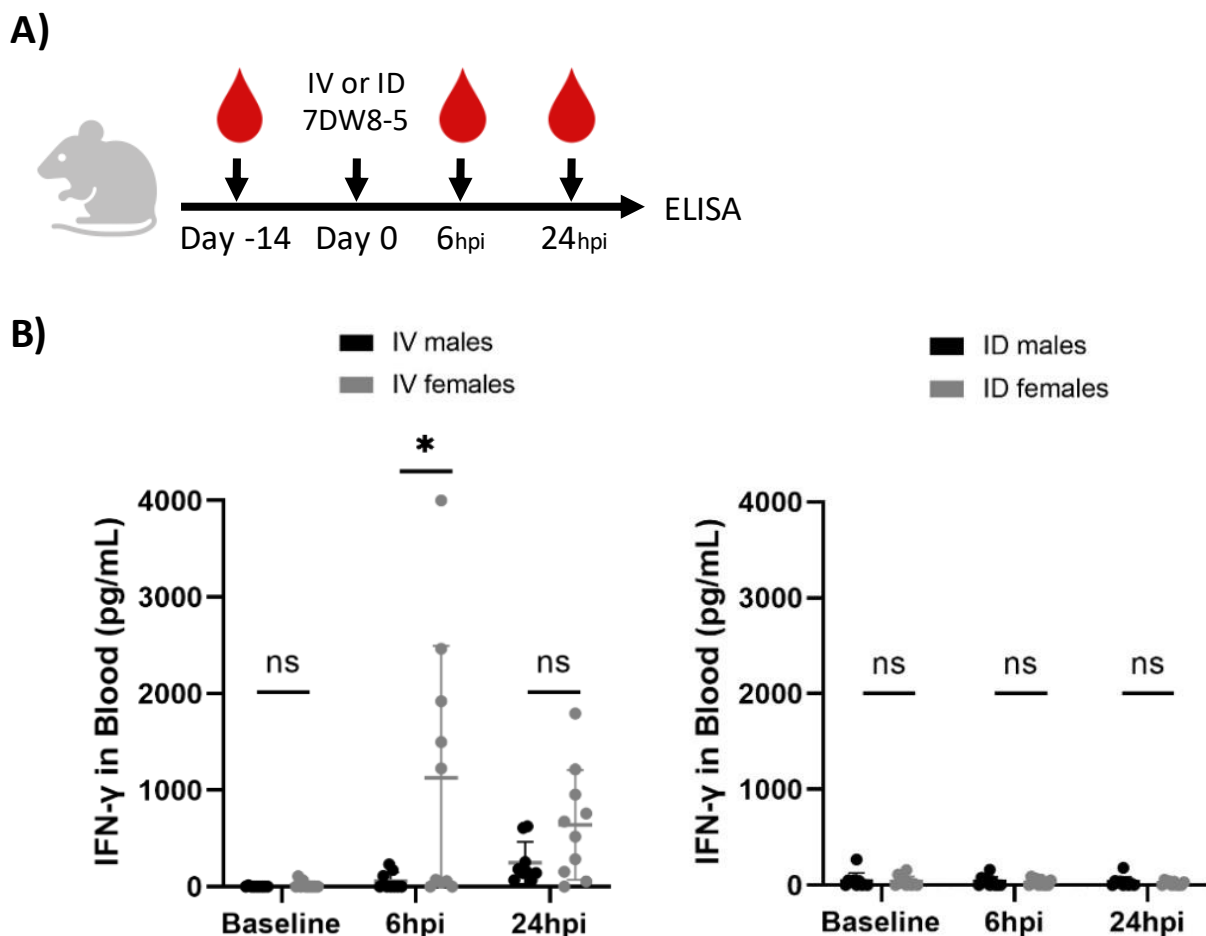 A)
IV or ID
7DW8-5
ELISA
Day -14
Day 0
6hpi
24hpi
B)
IV males
IV females
*
ns
ns
IFN-γ in Blood (pg/mL)
4000
3000
2000
1000
0
Baseline
6hpi
24hpi
ID males
ID females
ns
ns
ns
IFN-γ in Blood (pg/mL)
4000
3000
2000
1000
0
Baseline
6hpi
24hpi